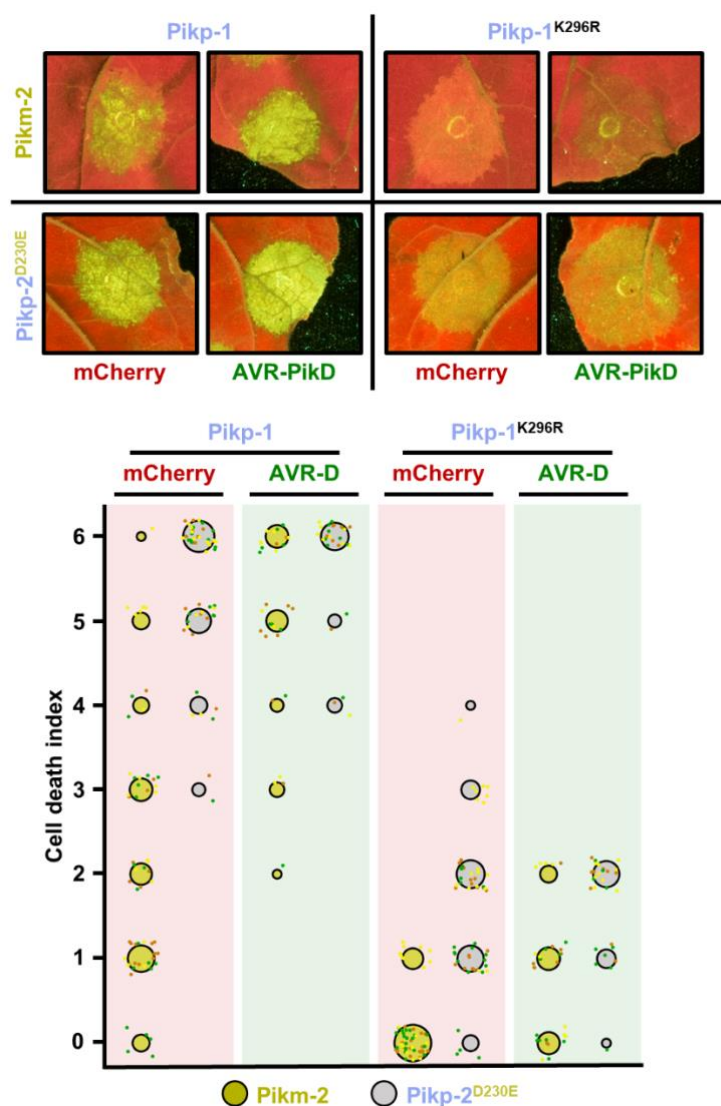 Pikp-1 Pikp-1K296R
Pikm-2
Pikp-2D230E
mCherry AVR-PikD mCherry AVR-PikD
Pikp-1 Pikp-1K296R
mCherry AVR-D mCherry AVR-D
Cell death index
6
5
4
3
2
1
0
Pikm-2 Pikp-2D230E